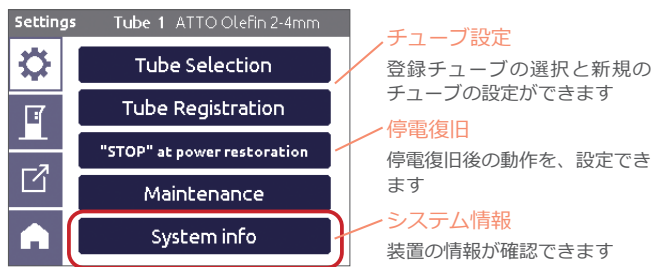 Settings Tube 1 ATTO Olefin 2-4mm
Tube Selection
Tube Registration
"STOP" at power restoration
Maintenance
System info
チューブ設定
登録チューブの選択と新規の
チューブの設定ができます
停電復旧
停電復旧後の動作を、設定でき
ます
システム情報
装置の情報が確認できます